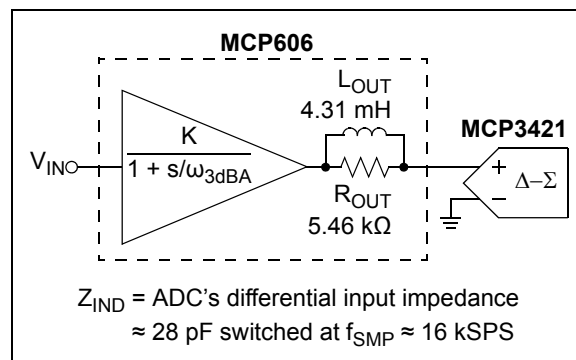 MCP606
L_OUT
4.31 mH
MCP3421
K
1 + s/ω_3dBA
V_IN
+
Δ–Σ
–
R_OUT
5.46 kΩ
Z_IND = ADC's differential input impedance
≈ 28 pF switched at f_SMP ≈ 16 kSPS